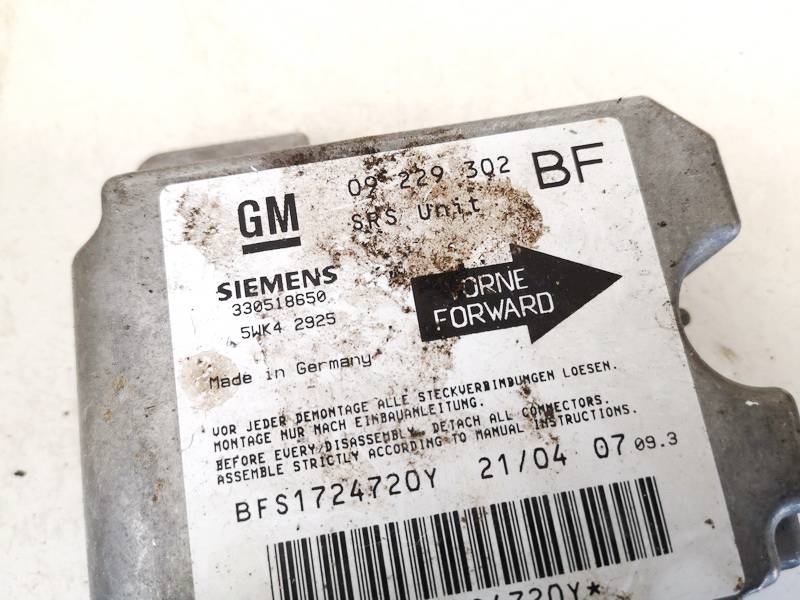 GM
09 229 302 BF
SRS Unit
SIEMENS
330518650
5WK4 2925
VORNE
FORWARD
Made in Germany
VOR JEDER DEMONTAGE ALLE STECKVERBINDUNGEN LOESEN.
MONTAGE NUR NACH EINBAUANLEITUNG.
BEFORE EVERY DISASSEMBLY DETACH ALL CONNECTORS.
ASSEMBLE STRICTLY ACCORDING TO MANUAL INSTRUCTIONS.
BFS1724720Y 21/04 07 09.3